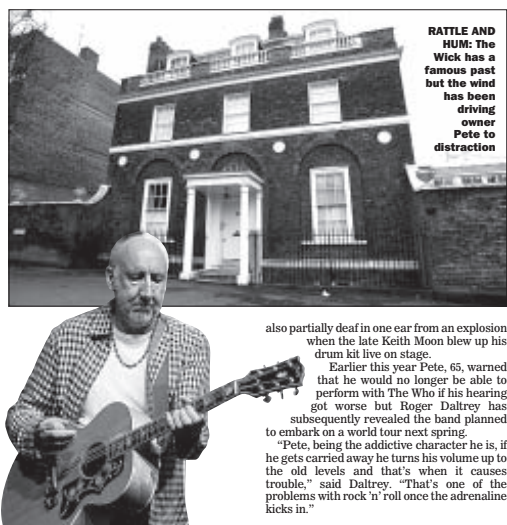 RATTLE AND
HUM: The
Wick has a
famous past
but the wind
has been
driving
owner
Pete to
distraction
also partially deaf in one ear from an explosion
when the late Keith Moon blew up his
drum kit live on stage.
Earlier this year Pete, 65, warned
that he would no longer be able to
perform with The Who if his hearing
got worse but Roger Daltrey has
subsequently revealed the band planned
to embark on a world tour next spring.
“Pete, being the addictive character he is, if
he gets carried away he turns his volume up to
the old levels and that’s when it causes
trouble,” said Daltrey. “That’s one of the
problems with rock ’n’ roll once the adrenaline
kicks in.”